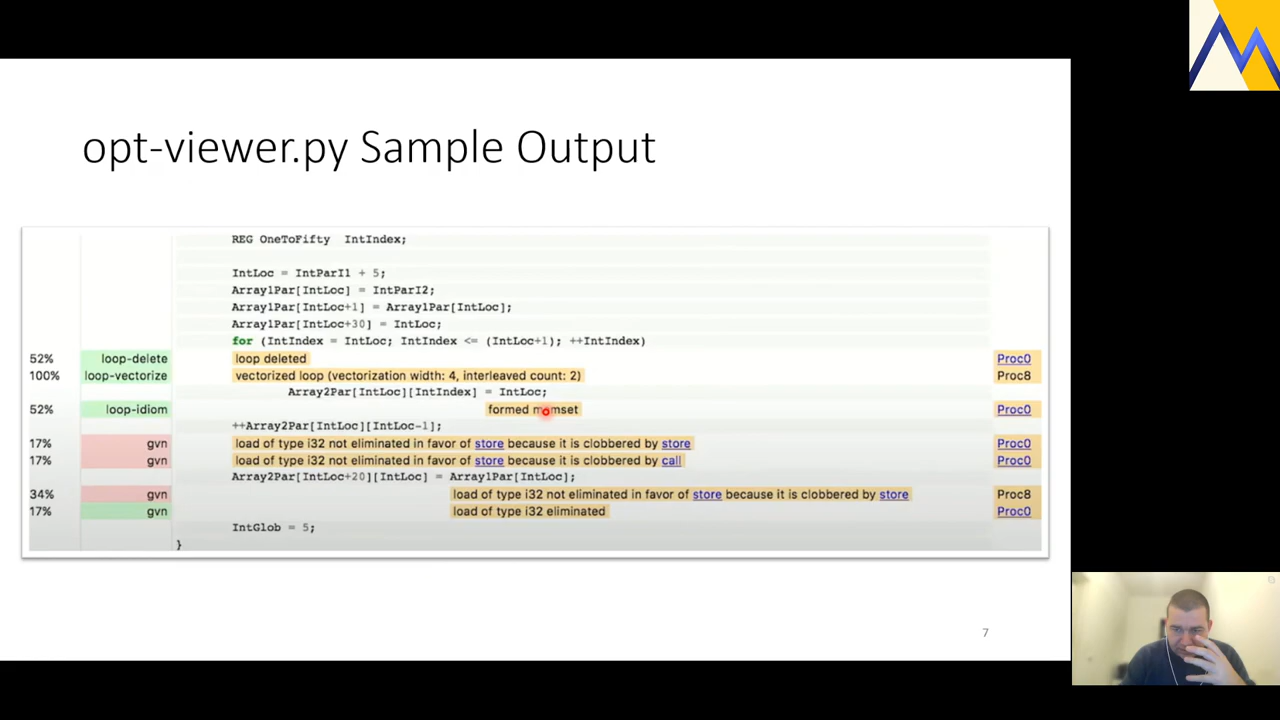 opt-viewer.py Sample Output
REG OneToFifty IntIndex;
IntLoc = IntParI1 + 5;
Array1Par[IntLoc] = IntParI2;
Array1Par[IntLoc+1] = Array1Par[IntLoc];
Array1Par[IntLoc+30] = IntLoc;
for (IntIndex = IntLoc; IntIndex <= (IntLoc+1); ++IntIndex)
52% loop-delete loop deleted Proc0
100% loop-vectorize vectorized loop (vectorization width: 4, interleaved count: 2) Proc8
Array2Par[IntLoc][IntIndex] = IntLoc;
52% loop-idiom formed memset Proc0
++Array2Par[IntLoc][IntLoc-1];
17% gvn load of type i32 not eliminated in favor of store because it is clobbered by store Proc0
17% gvn load of type i32 not eliminated in favor of store because it is clobbered by call Proc0
Array2Par[IntLoc+20][IntLoc] = Array1Par[IntLoc];
34% gvn load of type i32 not eliminated in favor of store because it is clobbered by store Proc8
17% gvn load of type i32 eliminated Proc0
IntGlob = 5;
}
7